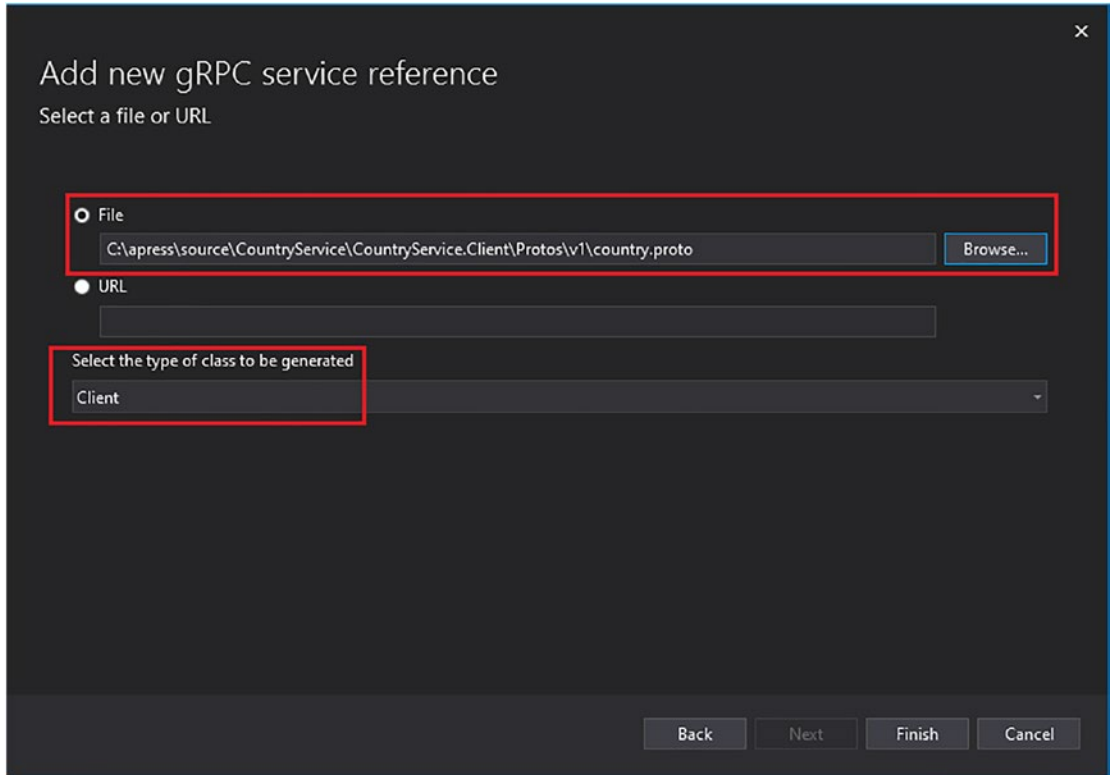 Add new gRPC service reference
Select a file or URL
File
C:\apress\source\CountryService\CountryService.Client\Protos\v1\country.proto
Browse...
URL
Select the type of class to be generated
Client
Back Next Finish Cancel